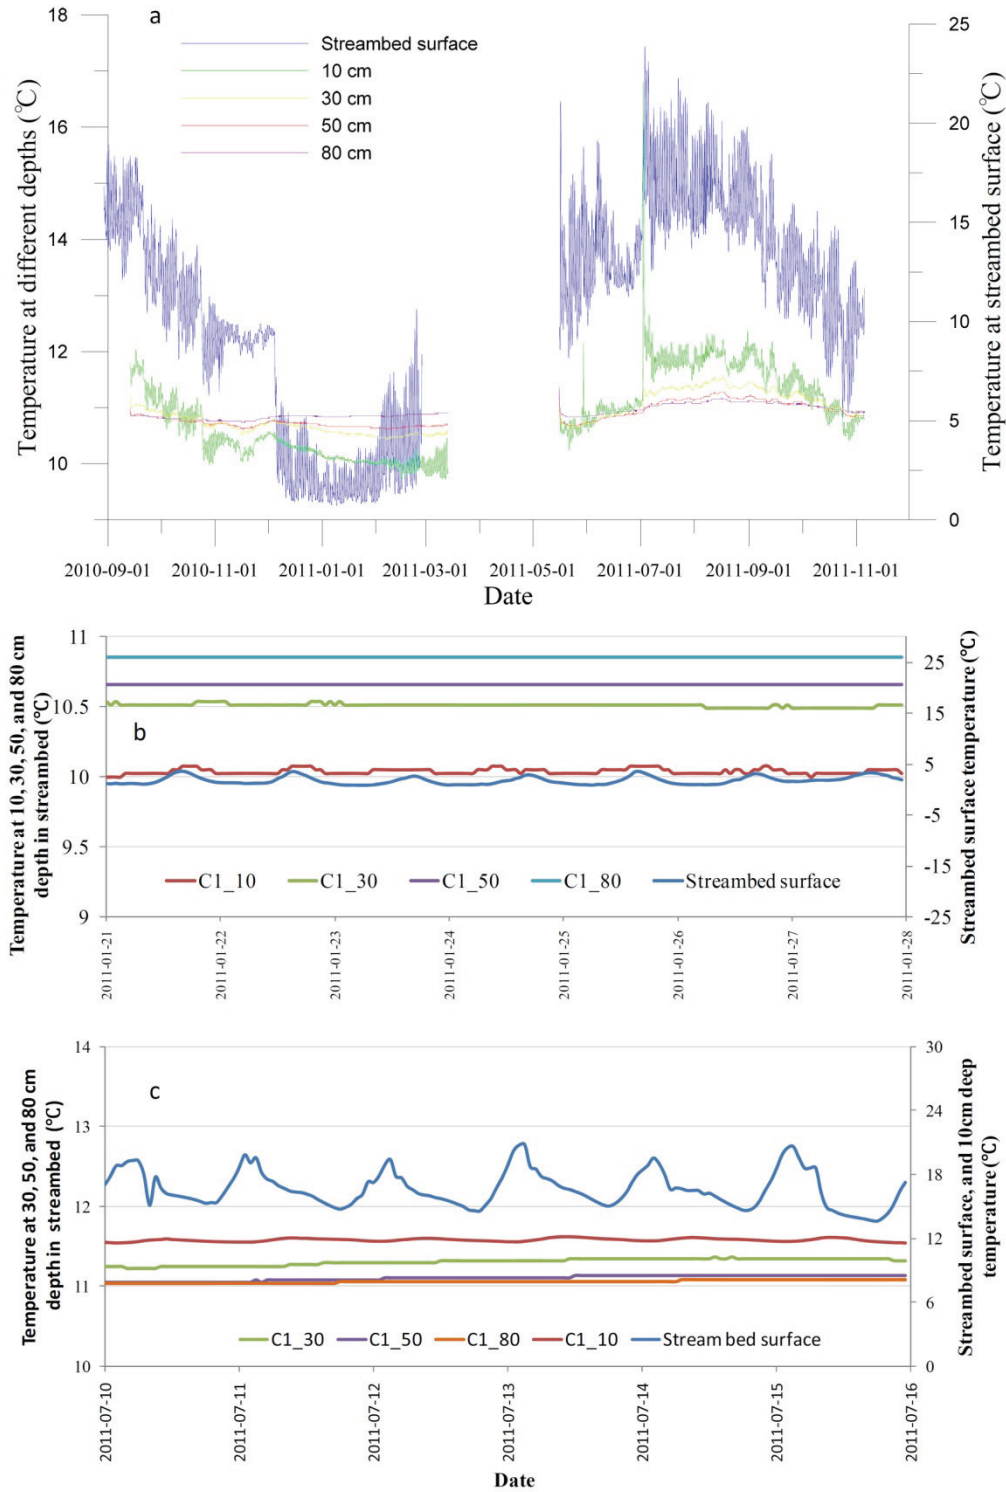 a
Streambed surface
10 cm
30 cm
50 cm
80 cm
18
16
14
12
10
Temperature at different depths (℃)
25
20
15
10
5
0
Temperature at streambed surface (℃)
2010-09-01 2010-11-01 2011-01-01 2011-03-01 2011-05-01 2011-07-01 2011-09-01 2011-11-01
Date
b
11
10.5
10
9.5
9
Temperature at 10, 30, 50, and 80 cm
depth in streambed (℃)
25
15
5
-5
-15
-25
Streambed surface temperature (℃)
C1_10 C1_30 C1_50 C1_80 Streambed surface
2011-01-21 2011-01-22 2011-01-23 2011-01-24 2011-01-25 2011-01-26 2011-01-27 2011-01-28
c
14
13
12
11
10
Temperature at 30, 50, and 80 cm
depth in streambed (℃)
30
24
18
12
6
0
Streambed surface, and 10cm deep
temperature (℃)
C1_30 C1_50 C1_80 C1_10 Stream bed surface
2011-07-10 2011-07-11 2011-07-12 2011-07-13 2011-07-14 2011-07-15 2011-07-16
Date